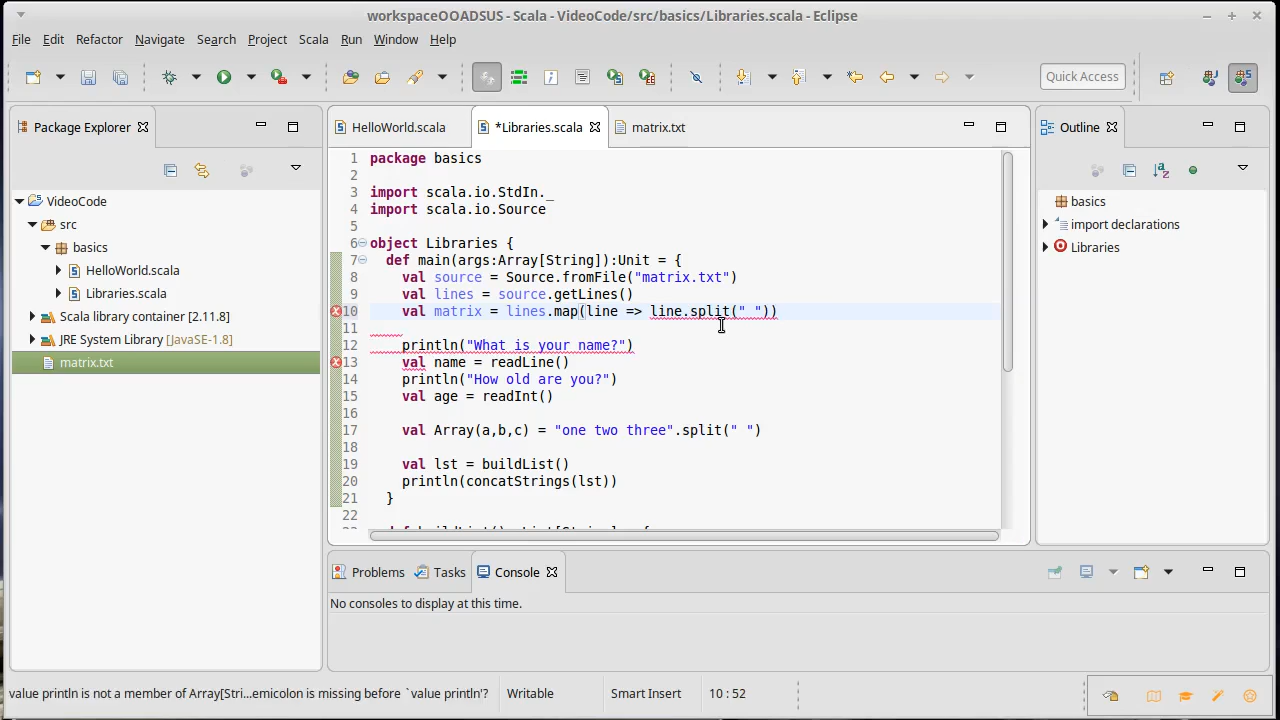 workspaceOOADSUS - Scala - VideoCode/src/basics/Libraries.scala - Eclipse
File Edit Refactor Navigate Search Project Scala Run Window Help
Quick Access
Package Explorer
VideoCode
src
basics
HelloWorld.scala
Libraries.scala
Scala library container [2.11.8]
JRE System Library [JavaSE-1.8]
matrix.txt
HelloWorld.scala *Libraries.scala matrix.txt
1 package basics
2
3 import scala.io.StdIn._
4 import scala.io.Source
5
6 object Libraries {
7 def main(args:Array[String]):Unit = {
8 val source = Source.fromFile("matrix.txt")
9 val lines = source.getLines()
10 val matrix = lines.map(line => line.split(" "))
11
12 println("What is your name?")
13 val name = readLine()
14 println("How old are you?")
15 val age = readInt()
16
17 val Array(a,b,c) = "one two three".split(" ")
18
19 val lst = buildList()
20 println(concatStrings(lst))
21 }
22
Outline
basics
import declarations
Libraries
Problems Tasks Console
No consoles to display at this time.
value println is not a member of Array[Stri...emicolon is missing before `value println'? Writable Smart Insert 10 : 52